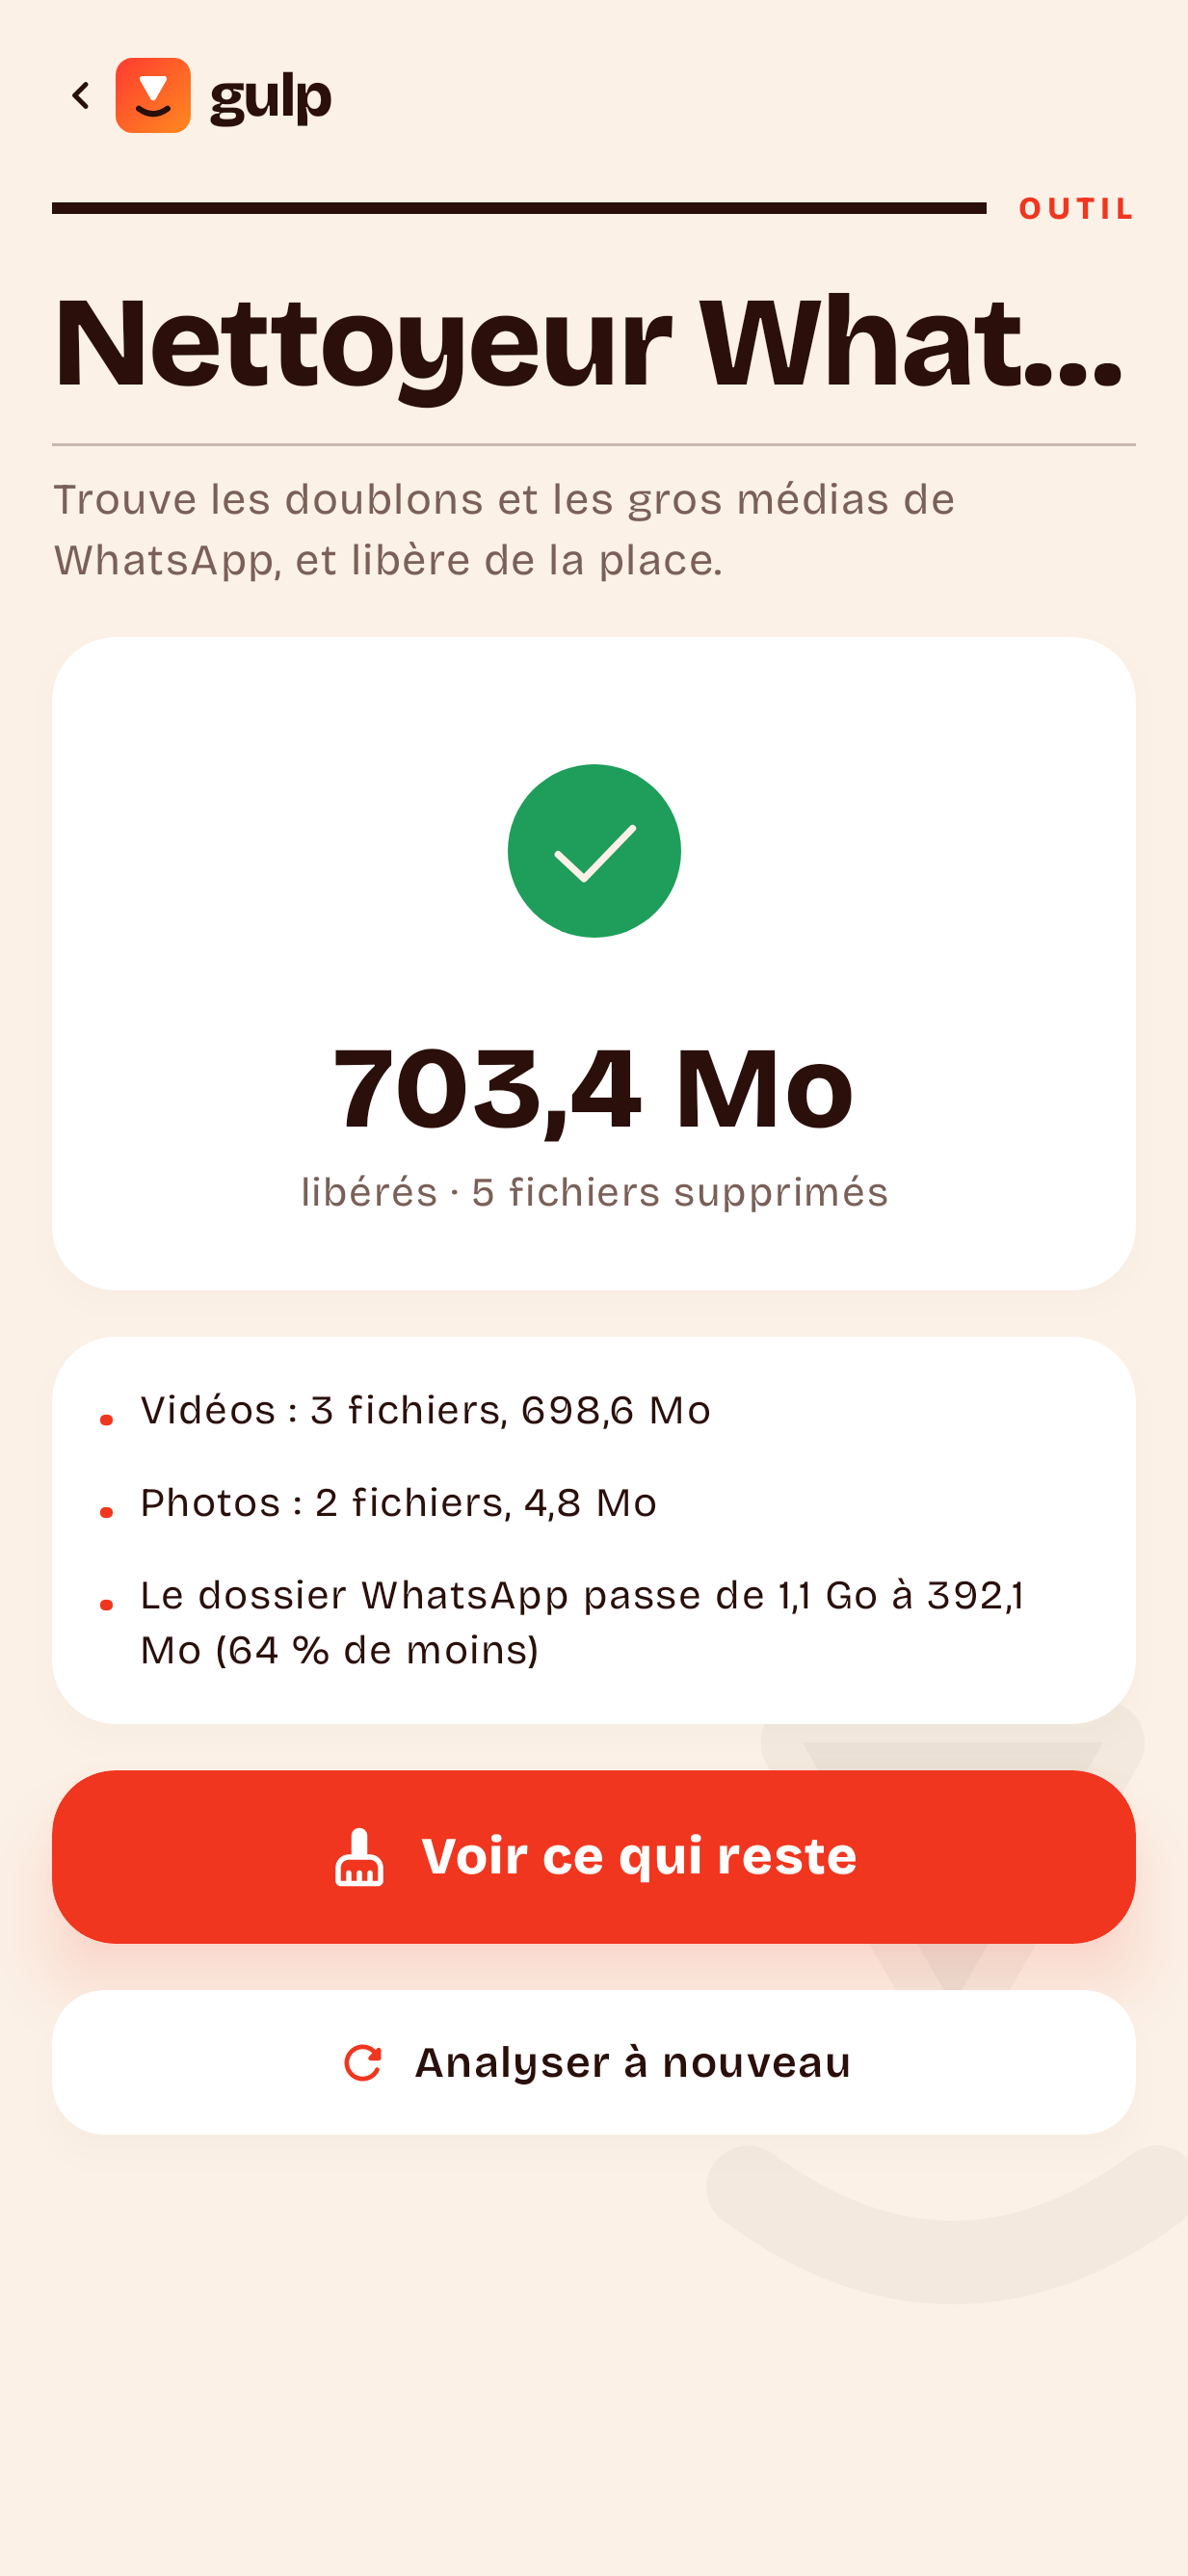 gulp
OUTIL
Nettoyeur What...
Trouve les doublons et les gros médias de
WhatsApp, et libère de la place.
703,4 Mo
libérés · 5 fichiers supprimés
Vidéos : 3 fichiers, 698,6 Mo
Photos : 2 fichiers, 4,8 Mo
Le dossier WhatsApp passe de 1,1 Go à 392,1
Mo (64 % de moins)
Voir ce qui reste
Analyser à nouveau